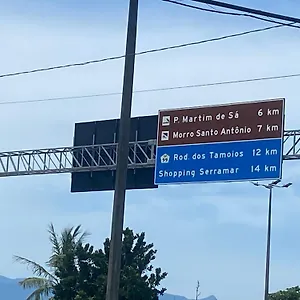 P. Martim de Sá 6 km
Morro Santo Antônio 7 km
Rod. dos Tamoios 12 km
Shopping Serramar 14 km